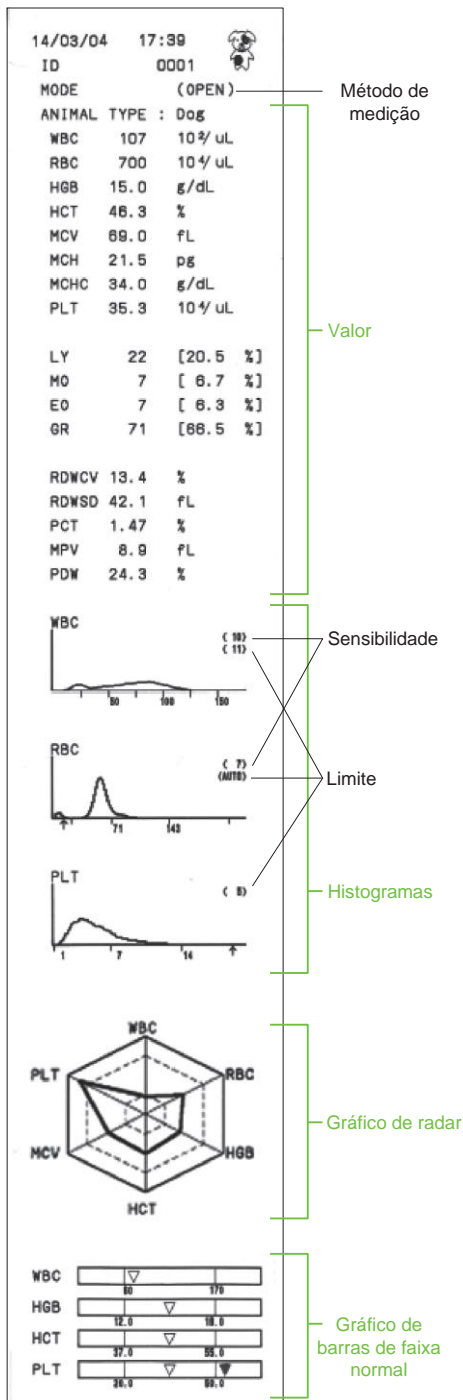 14/03/04 17:39
ID 0001
MODE (OPEN)
Método de medição
ANIMAL TYPE : Dog
WBC 107 10²/uL
RBC 700 10⁴/uL
HGB 15.0 g/dL
HCT 46.3 %
MCV 69.0 fL
MCH 21.5 pg
MCHC 34.0 g/dL
PLT 35.3 10⁴/uL
Valor
LY 22 [20.5 %]
MO 7 [ 6.7 %]
EO 7 [ 6.3 %]
GR 71 [66.5 %]
RDWCV 13.4 %
RDWSD 42.1 fL
PCT 1.47 %
MPV 8.9 fL
PDW 24.3 %
WBC
( 10)
( 11)
Sensibilidade
50 100 150
RBC
( 7)
(AUTO)
Limite
71 143
PLT
( 5)
Histogramas
1 7 14
WBC
PLT RBC
Gráfico de radar
MCV HGB
HCT
WBC
60 170
HGB
12.0 18.0
Gráfico de barras de faixa normal
HCT
37.0 55.0
PLT
20.0 50.0